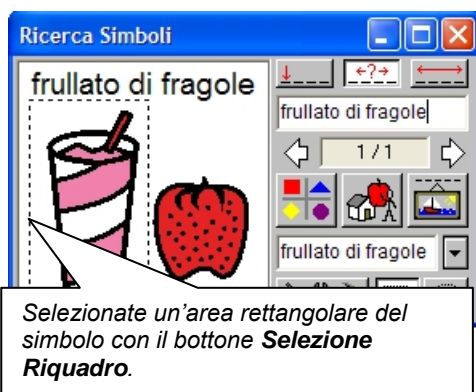 Ricerca Simboli
frullato di fragole
frullato di fragole
1 / 1
frullato di fragole
Selezionate un’area rettangolare del
simbolo con il bottone Selezione
Riquadro.